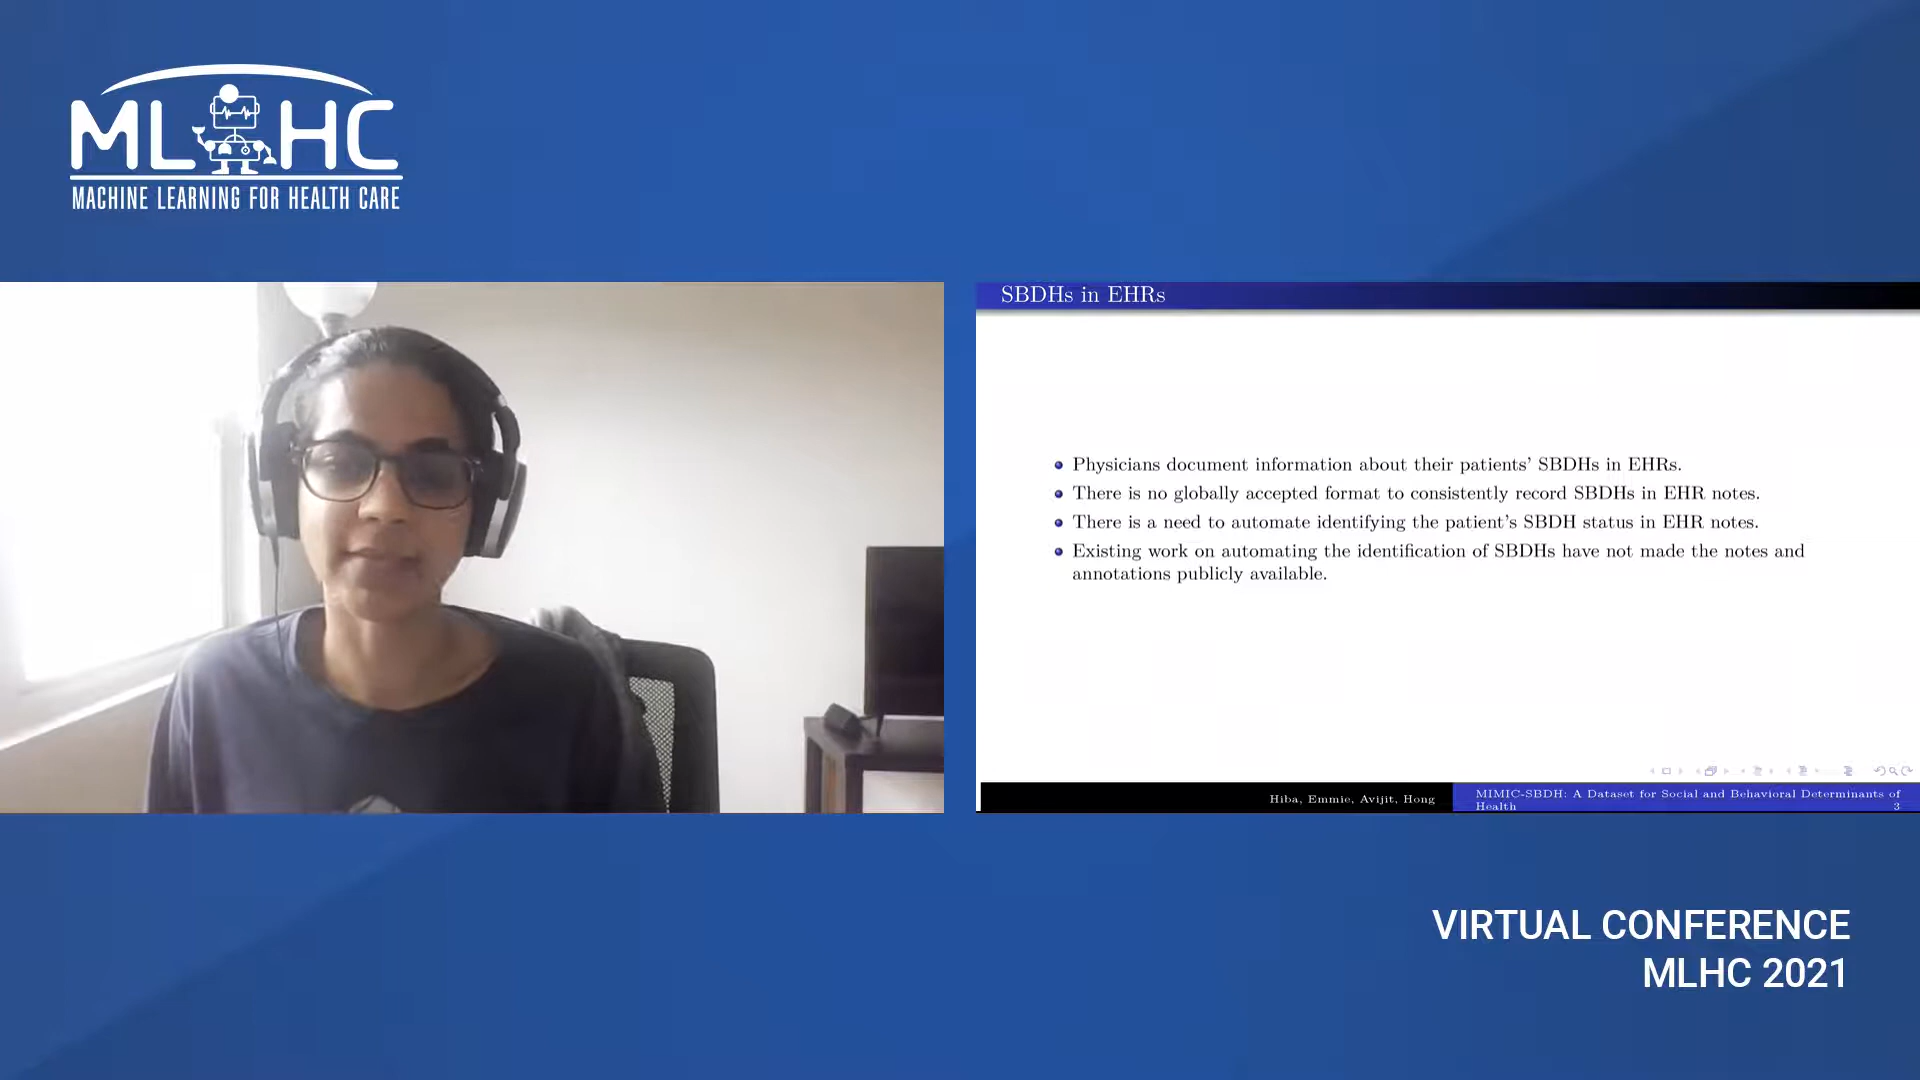 ML HC
MACHINE LEARNING FOR HEALTH CARE
SBDHs in EHRs
Physicians document information about their patients' SBDHs in EHRs.
There is no globally accepted format to consistently record SBDHs in EHR notes.
There is a need to automate identifying the patient's SBDH status in EHR notes.
Existing work on automating the identification of SBDHs have not made the notes and
annotations publicly available.
Hiba, Emmie, Avijit, Hong
MIMIC-SBDH: A Dataset for Social and Behavioral Determinants of
Health 3
VIRTUAL CONFERENCE
MLHC 2021